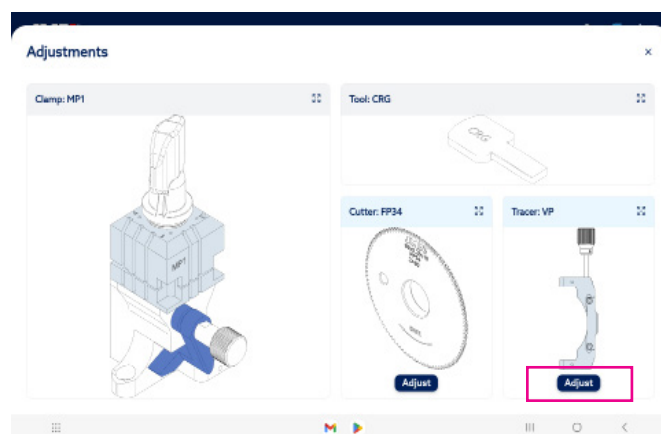 Adjustments
×
Clamp: MP1
Tool: CRG
CRG
Cutter: FP34
Tracer: VP
MP1
Adjust
Adjust